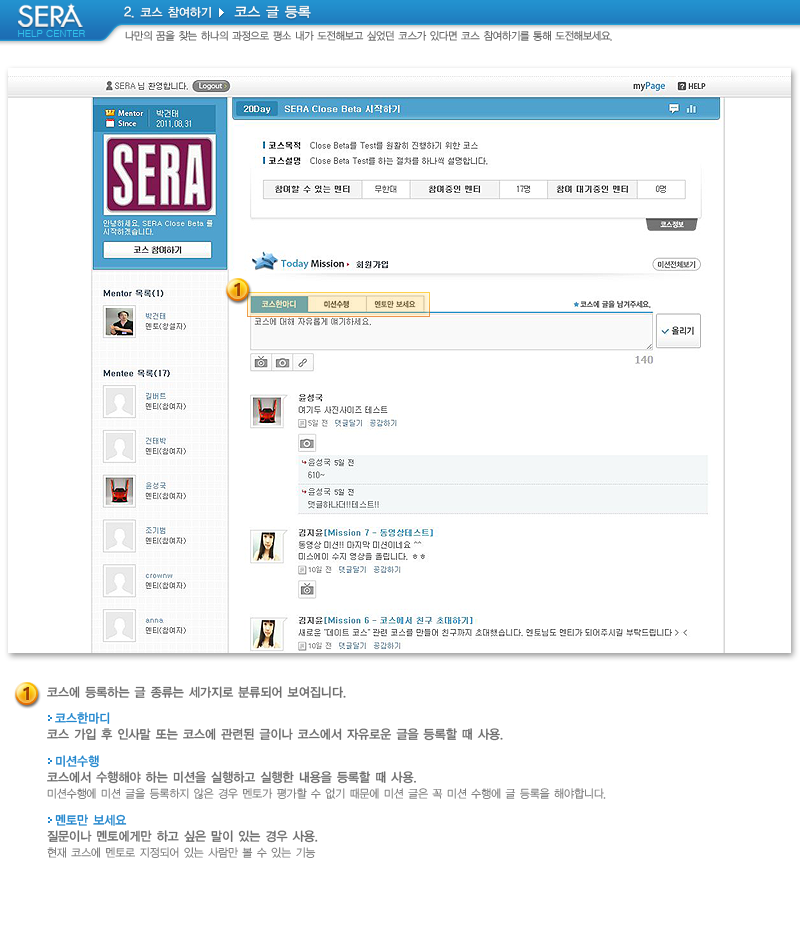 SERA
HELP CENTER
2. 코스 참여하기 ▶ 코스 글 등록
나만의 꿈을 찾는 하나의 과정으로 평소 내가 도전해보고 싶었던 코스가 있다면 코스 참여하기를 통해 도전해보세요.
SERA 님 환영합니다. Logout
myPage HELP
Mentor 박건태
Since 2011.08.31
SERA
안녕하세요, SERA Close Beta 를
시작하겠습니다.
코스 참여하기
Mentor 목록(1)
박건태
멘토(창설자)
Mentee 목록(17)
길버트
멘티(참여자)
건태박
멘티(참여자)
윤성국
멘티(참여자)
조기범
멘티(참여자)
crownw
멘티(참여자)
anna
멘티(참여자)
20Day SERA Close Beta 시작하기
코스목적 Close Beta를 Test를 원활히 진행하기 위한 코스
코스설명 Close Beta Test를 하는 절차를 하나씩 설명합니다.
참여할 수 있는 멘티 무한대 참여중인 멘티 17명 참여 대기중인 멘티 0명
코스정보
Today Mission 회원가입
미션전체보기
1
코스한마디 미션수행 멘토만 보세요
★코스에 글을 남겨주세요.
코스에 대해 자유롭게 얘기하세요.
올리기
140
윤성국
여기두 사진사이즈 테스트
5일 전 댓글달기 공감하기
윤성국 5일 전
610~
윤성국 5일 전
댓글하나더!!테스트!!
김지윤[Mission 7 - 동영상테스트]
동영상 미션!! 마지막 미션이네요 ^^
미스에이 수지 영상을 올립니다. ㅎㅎ
10일 전 댓글달기 공감하기
김지윤[Mission 6 - 코스에서 친구 초대하기]
새로운 "데이트 코스" 관련 코스를 만들어 친구까지 초대했습니다. 멘토님도 멘티가 되어주시길 부탁드립니다 > <
10일 전 댓글달기 공감하기
1 코스에 등록하는 글 종류는 세가지로 분류되어 보여집니다.
코스한마디
코스 가입 후 인사말 또는 코스에 관련된 글이나 코스에서 자유로운 글을 등록할 때 사용.
미션수행
코스에서 수행해야 하는 미션을 실행하고 실행한 내용을 등록할 때 사용.
미션수행에 미션 글을 등록하지 않은 경우 멘토가 평가할 수 없기 때문에 미션 글은 꼭 미션 수행에 글 등록을 해야합니다.
멘토만 보세요
질문이나 멘토에게만 하고 싶은 말이 있는 경우 사용.
현재 코스에 멘토로 지정되어 있는 사람만 볼 수 있는 기능